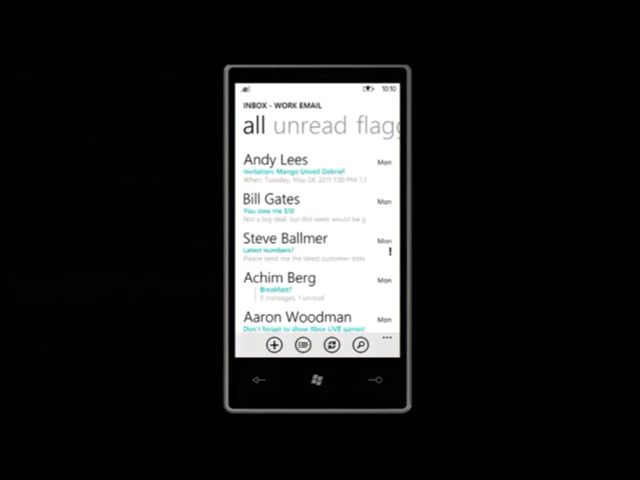 10:10
INBOX - WORK EMAIL
all unread flagg
Andy Lees
Mon
Invitation: Mango Unveil Debrief
When: Tuesday, May 24, 2011 1:00 PM-1:3
Bill Gates
Mon
You owe me $10
Not a big deal, but this week would be g
Steve Ballmer
Mon
Latest numbers?
!
Please send me the latest customer data
Achim Berg
Mon
Breakfast?
5 messages, 1 unread
Aaron Woodman
Mon
Don't forget to show Xbox LIVE games!
...